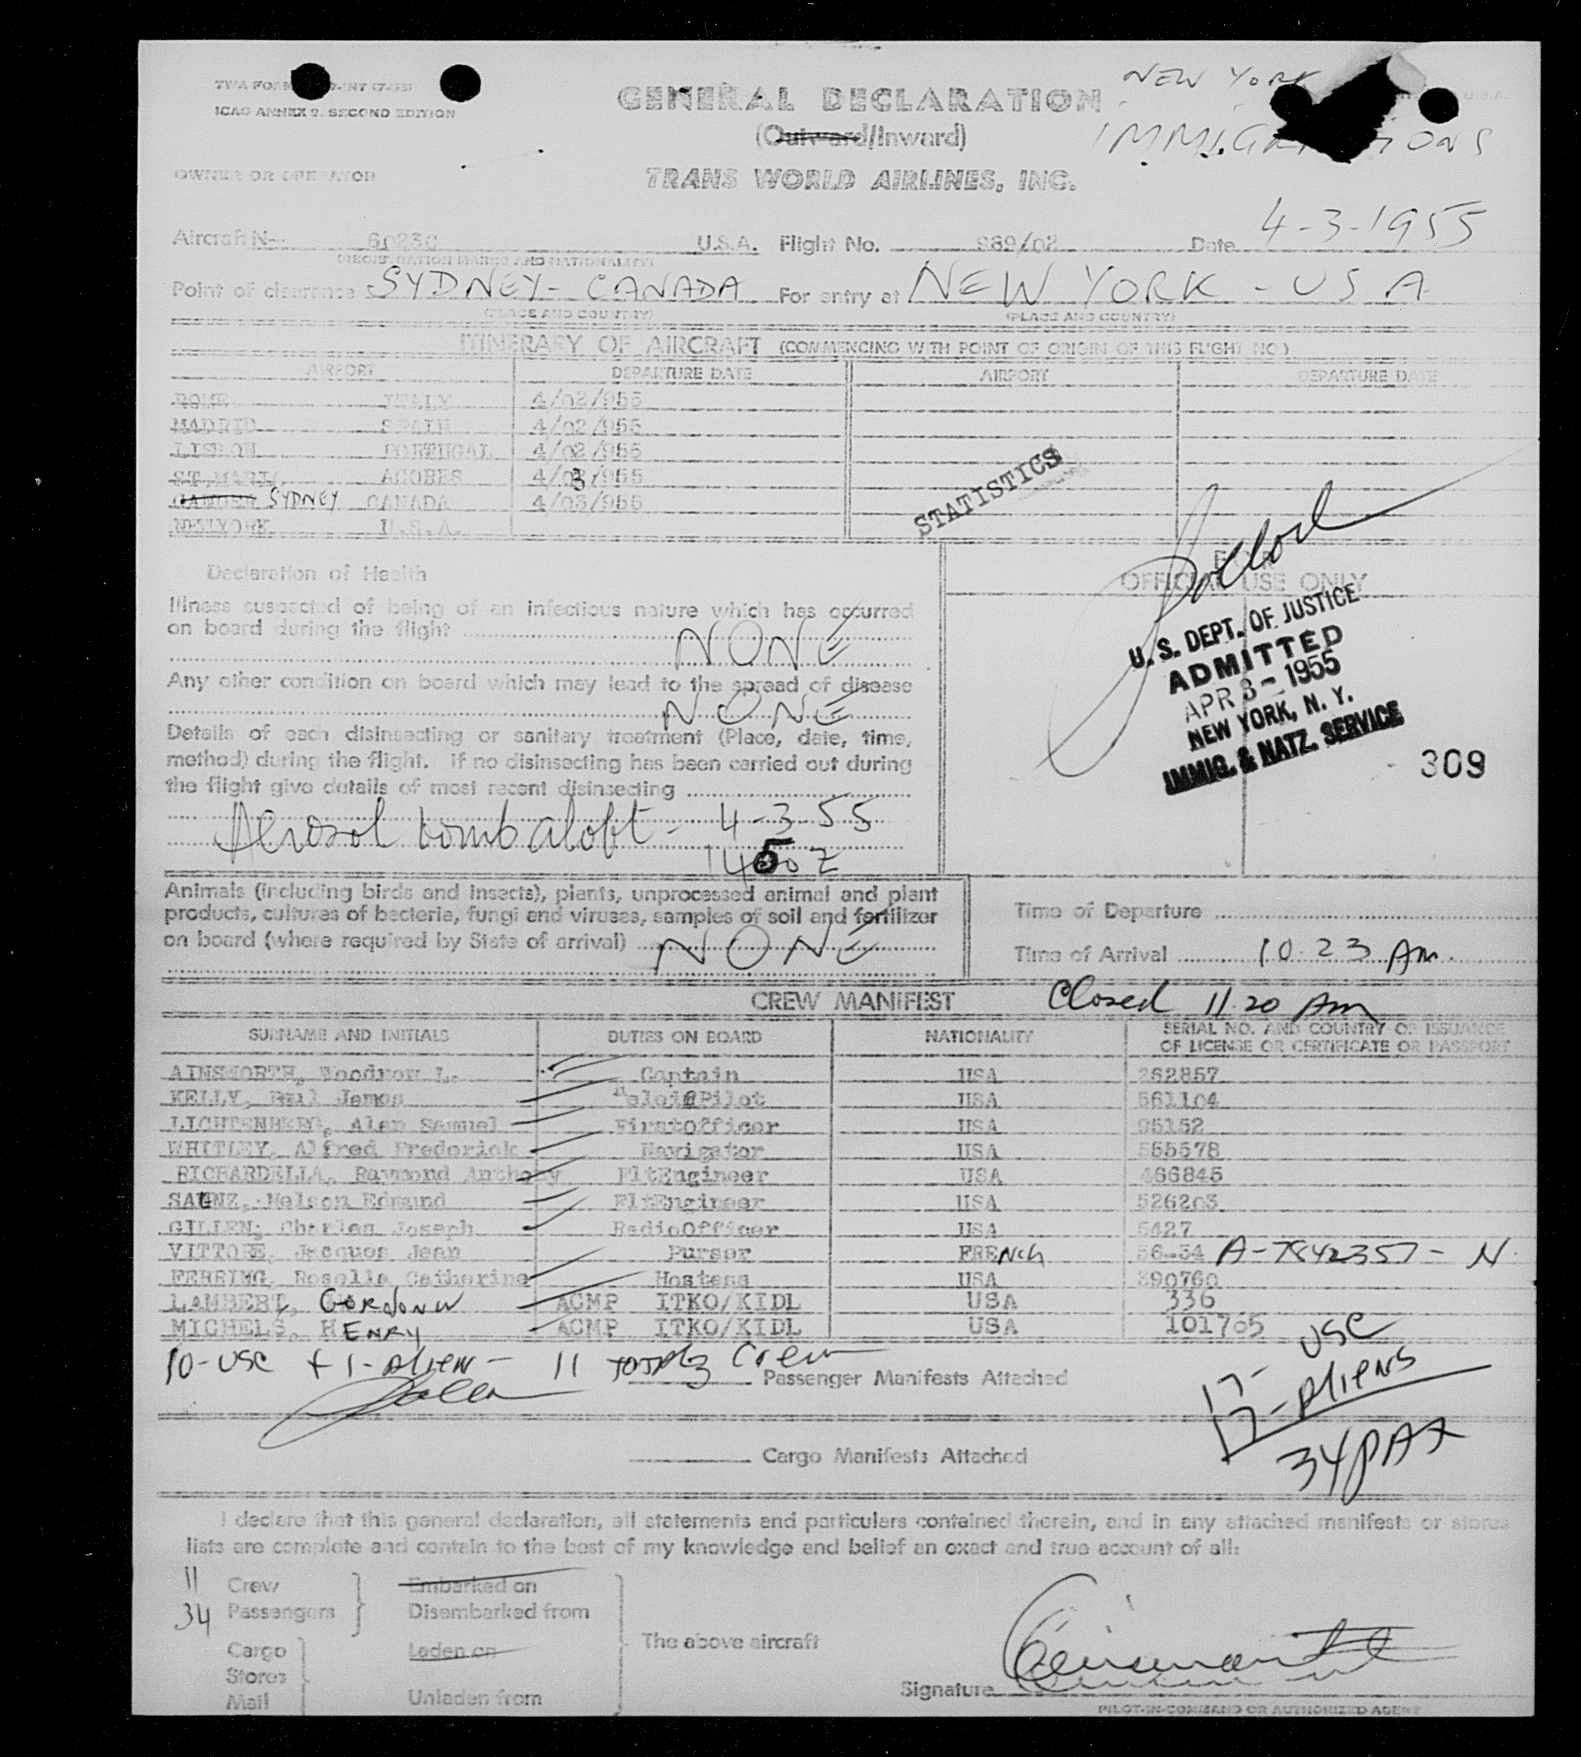 NEW YORK
ICAO ANNEX 9, SECOND EDITION
GENERAL DECLARATION
(Outward/Inward)
IMMIGRATIONS
OWNER OR OPERATOR
TRANS WORLD AIRLINES, INC.
Aircraft N- 6023C U.S.A. Flight No. 989/02 Date 4-3-1955
(REGISTRATION MARKS AND NATIONALITY)
Point of clearance SYDNEY - CANADA For entry at NEW YORK - USA
(PLACE AND COUNTRY) (PLACE AND COUNTRY)
ITINERARY OF AIRCRAFT (COMMENCING WITH POINT OF ORIGIN OF THIS FLIGHT NO.)
AIRPORT DEPARTURE DATE AIRPORT DEPARTURE DATE
ROME ITALY 4/02/955
MADRID SPAIN 4/02/955
LISBON PORTUGAL 4/02/955
ST.MARIA ACORES 4/03/955
SYDNEY CANADA 4/03/955
NEWYORK U.S.A.
STATISTICS
Declaration of Health
FOR
OFFICIAL USE ONLY
Illness suspected of being of an infectious nature which has occurred
on board during the flight NONE
Any other condition on board which may lead to the spread of disease
NONE
Details of each disinsecting or sanitary treatment (Place, date, time,
method) during the flight. If no disinsecting has been carried out during
the flight give details of most recent disinsecting
Aerosol bomb aloft - 4-3-55
U. S. DEPT. OF JUSTICE
ADMITTED
APR 3 - 1955
NEW YORK, N. Y.
IMMIG. & NATZ. SERVICE
309
Animals (including birds and insects), plants, unprocessed animal and plant
products, cultures of bacteria, fungi and viruses, samples of soil and fertilizer
on board (where required by State of arrival) NONE
Time of Departure
Time of Arrival 10.23 Am.
CREW MANIFEST Closed 11.20 Am
SURNAME AND INITIALS DUTIES ON BOARD NATIONALITY SERIAL NO. AND COUNTRY OF ISSUANCE
OF LICENSE OR CERTIFICATE OR PASSPORT
AINSWORTH, Woodrow L. Captain USA 262857
KELLY, Paul James Pilot USA 561104
LICHTENBERG, Alan Samuel FirstOfficer USA 95152
WHITLEY, Alfred Frederick Navigator USA 555578
RICHARDELLA, Raymond Anthony FltEngineer USA 466845
SAENZ, Nelson Edmund FltEngineer USA 526203
GILLEN, Charles Joseph RadioOfficer USA 5427
VITTORE, Jacques Jean Purser FRENCH 56-34 A-7842357-N.
FERRING, Rosella Catherine Hostess USA 390760
LAMBERT, GORDON W ACMP ITKO/KIDL USA 336
MICHELS, HENRY ACMP ITKO/KIDL USA 101765
10-USC + 1-Alien - 11 Total Crew
Passenger Manifests Attached
17- USC
17-Aliens
34 PAX
Cargo Manifests Attached
I declare that this general declaration, all statements and particulars contained therein, and in any attached manifests or stores
lists are complete and contain to the best of my knowledge and belief an exact and true account of all:
11 Crew Embarked on
34 Passengers Disembarked from
The above aircraft
Cargo Laden on
Stores
Mail Unladen from
Signature
PILOT-IN-COMMAND OR AUTHORIZED AGENT